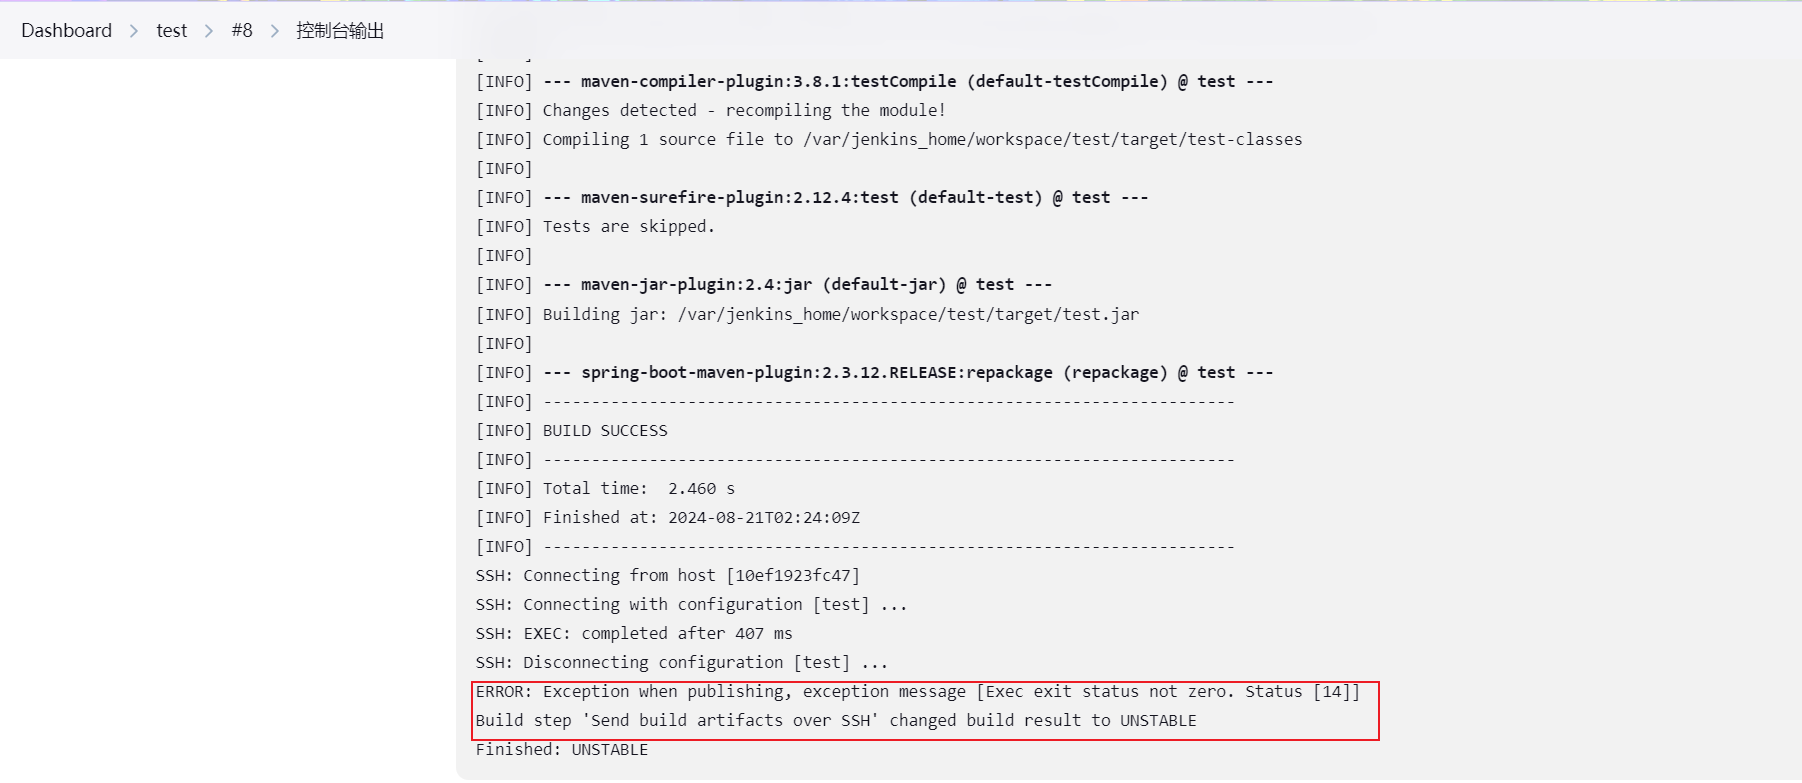 Dashboard > test > #8 > 控制台输出
[INFO] --- maven-compiler-plugin:3.8.1:testCompile (default-testCompile) @ test ---
[INFO] Changes detected - recompiling the module!
[INFO] Compiling 1 source file to /var/jenkins_home/workspace/test/target/test-classes
[INFO]
[INFO] --- maven-surefire-plugin:2.12.4:test (default-test) @ test ---
[INFO] Tests are skipped.
[INFO]
[INFO] --- maven-jar-plugin:2.4:jar (default-jar) @ test ---
[INFO] Building jar: /var/jenkins_home/workspace/test/target/test.jar
[INFO]
[INFO] --- spring-boot-maven-plugin:2.3.12.RELEASE:repackage (repackage) @ test ---
[INFO] ------------------------------------------------------------------------
[INFO] BUILD SUCCESS
[INFO] ------------------------------------------------------------------------
[INFO] Total time:  2.460 s
[INFO] Finished at: 2024-08-21T02:24:09Z
[INFO] ------------------------------------------------------------------------
SSH: Connecting from host [10ef1923fc47]
SSH: Connecting with configuration [test] ...
SSH: EXEC: completed after 407 ms
SSH: Disconnecting configuration [test] ...
ERROR: Exception when publishing, exception message [Exec exit status not zero. Status [14]]
Build step 'Send build artifacts over SSH' changed build result to UNSTABLE
Finished: UNSTABLE